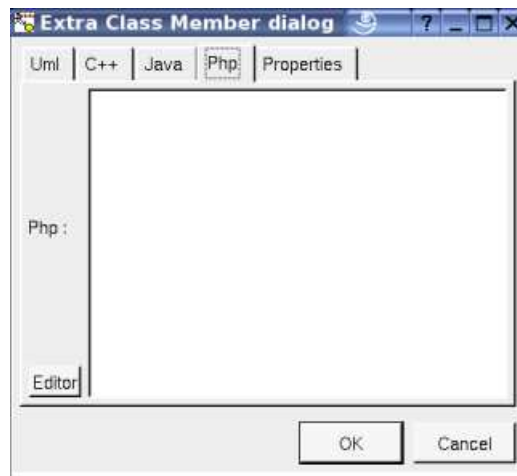 Extra Class Member dialog
Uml C++ Java Php Properties
Php :
Editor
OK Cancel